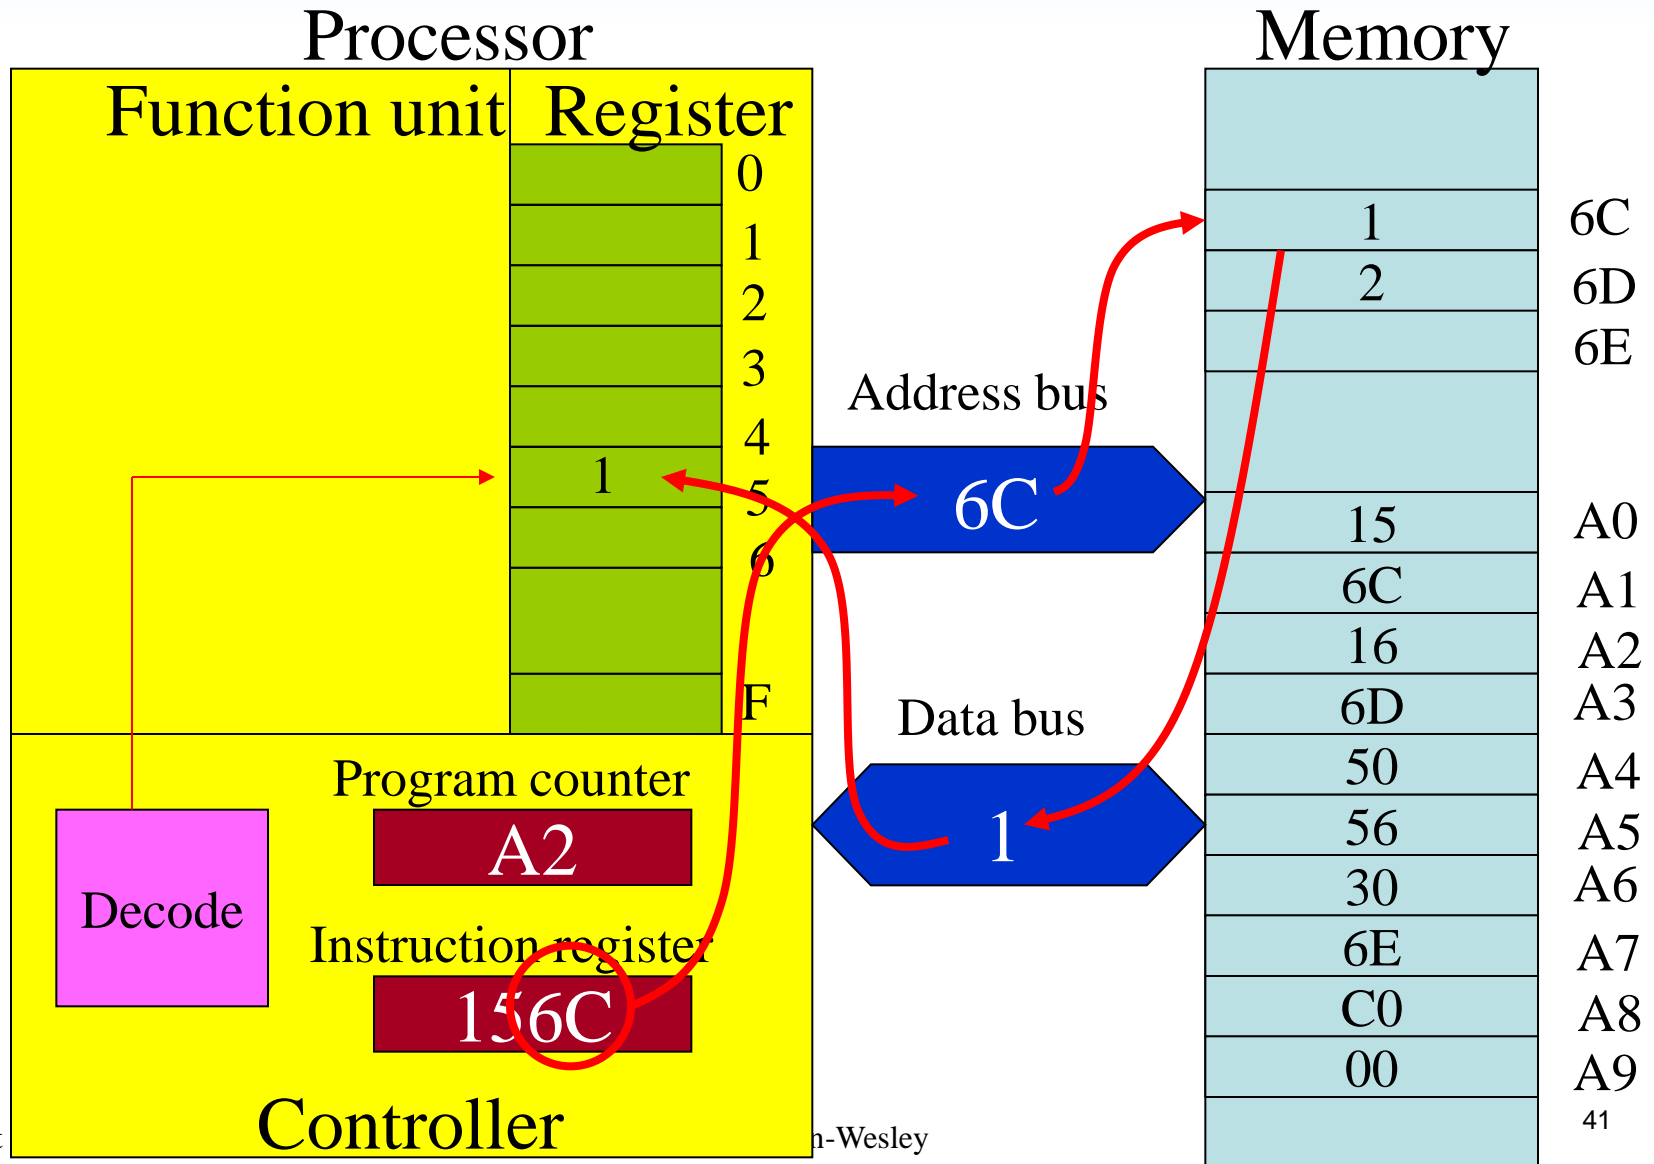 Processor
Memory
Function unit
Register
0
1
2
3
4
5
6
F
1
Address bus
6C
Data bus
1
1
6C
2
6D
6E
15
A0
6C
A1
16
A2
6D
A3
50
A4
56
A5
30
A6
6E
A7
C0
A8
00
A9
Program counter
A2
Decode
Instruction register
156C
Controller
n-Wesley
41